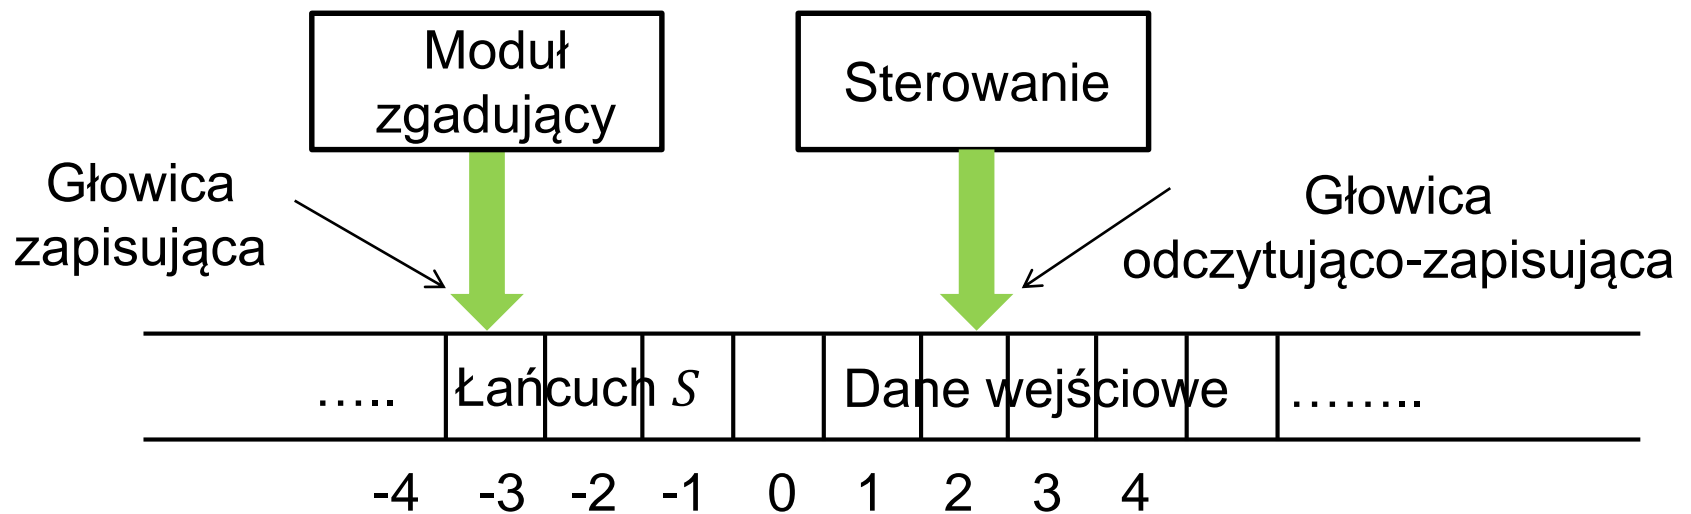 Moduł
zgadujący
Sterowanie
Głowica
zapisująca
Głowica
odczytująco-zapisująca
….. Łańcuch S Dane wejściowe ……..
-4 -3 -2 -1 0 1 2 3 4